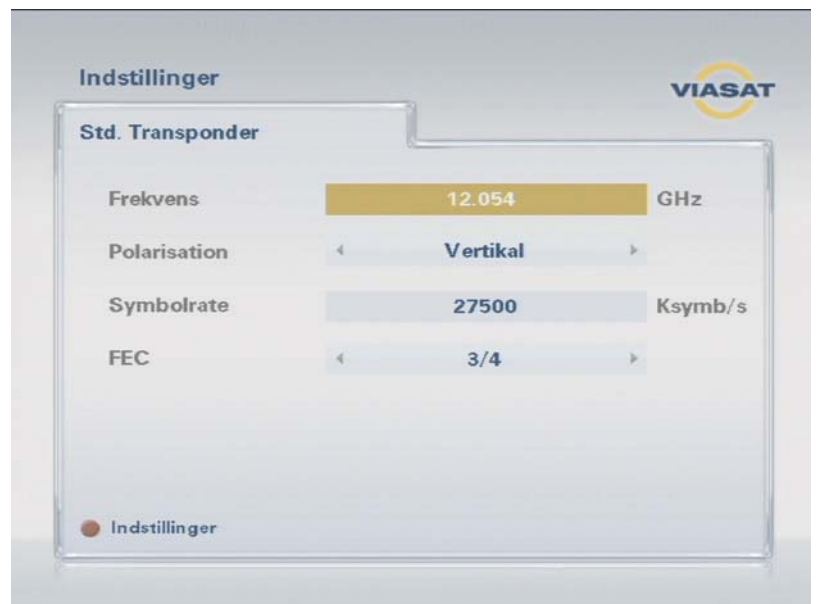 Indstillinger
VIASAT
Std. Transponder
Frekvens 12.054 GHz
Polarisation Vertikal
Symbolrate 27500 Ksymb/s
FEC 3/4
Indstillinger